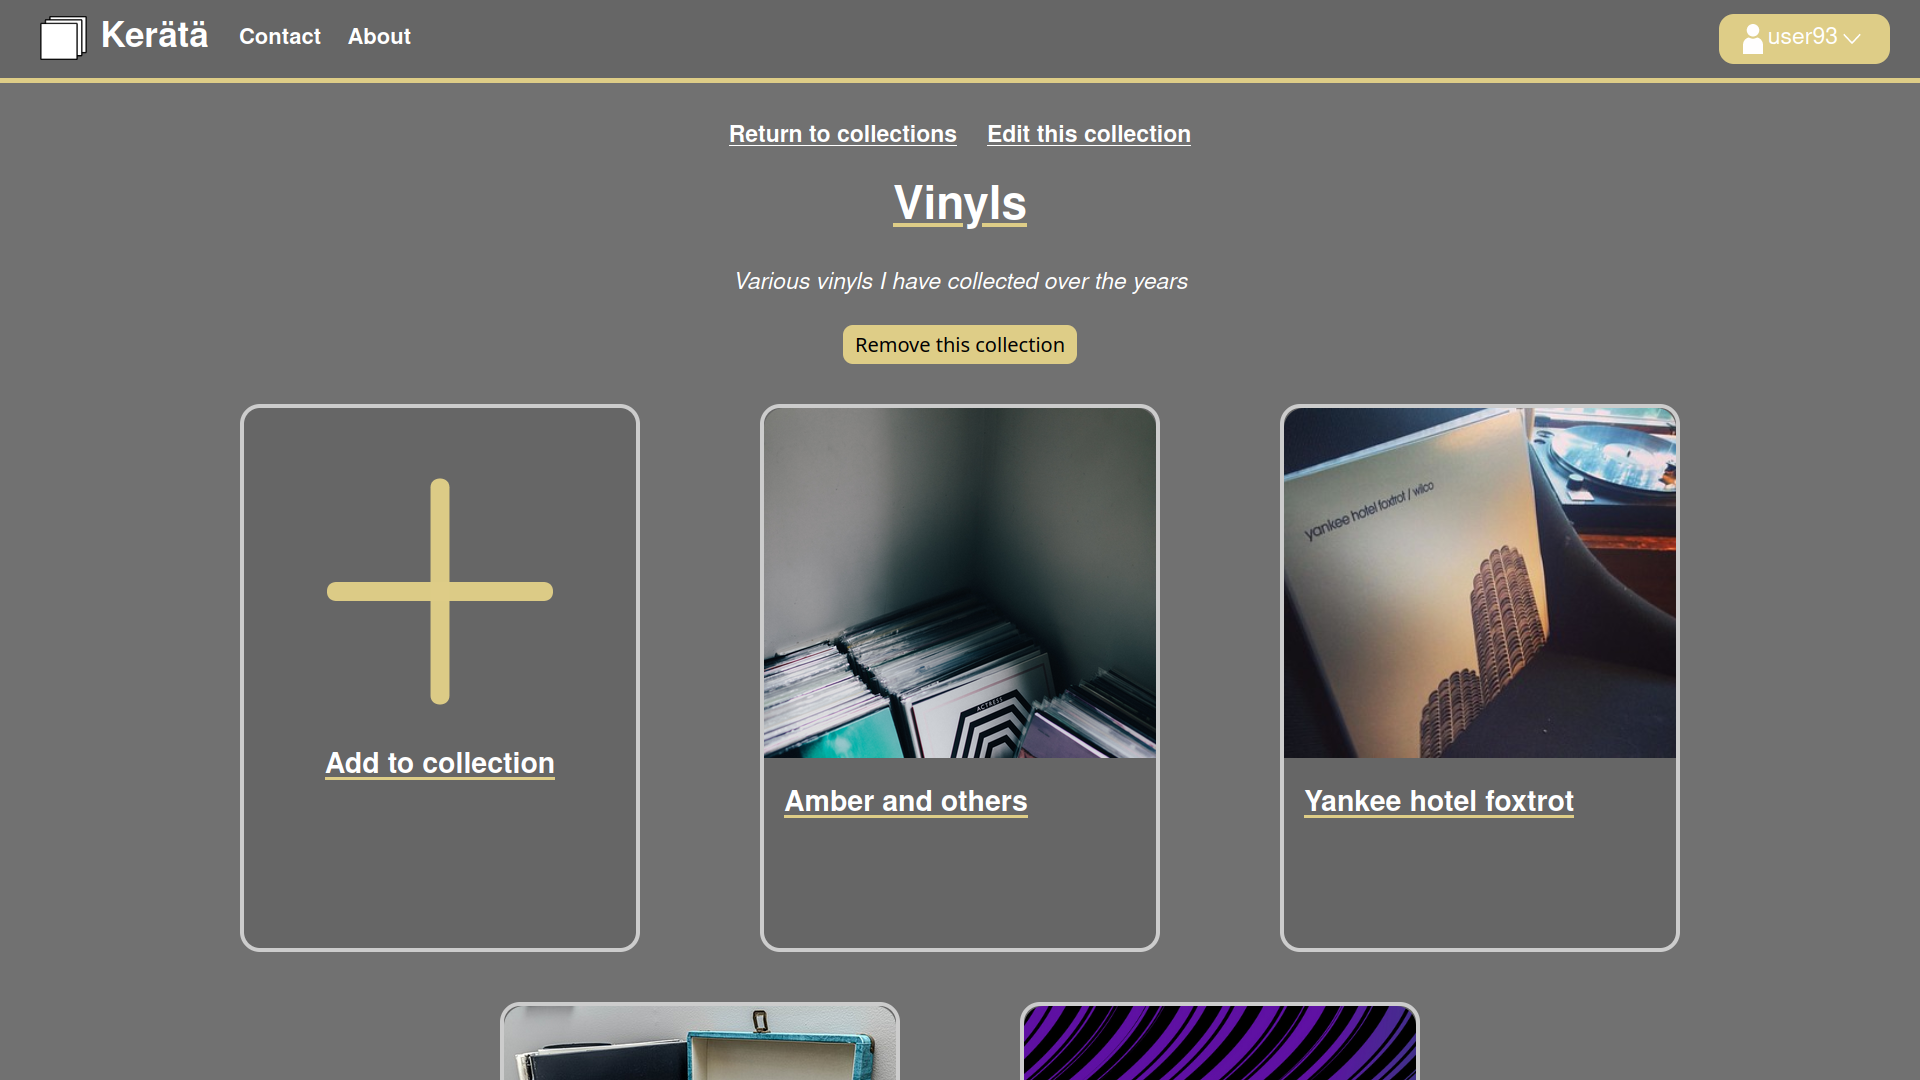 Kerätä
Contact
About
user93
Return to collections
Edit this collection
Vinyls
Various vinyls I have collected over the years
Remove this collection
ACTRESS
yankee hotel foxtrot / wilco
Add to collection
Amber and others
Yankee hotel foxtrot